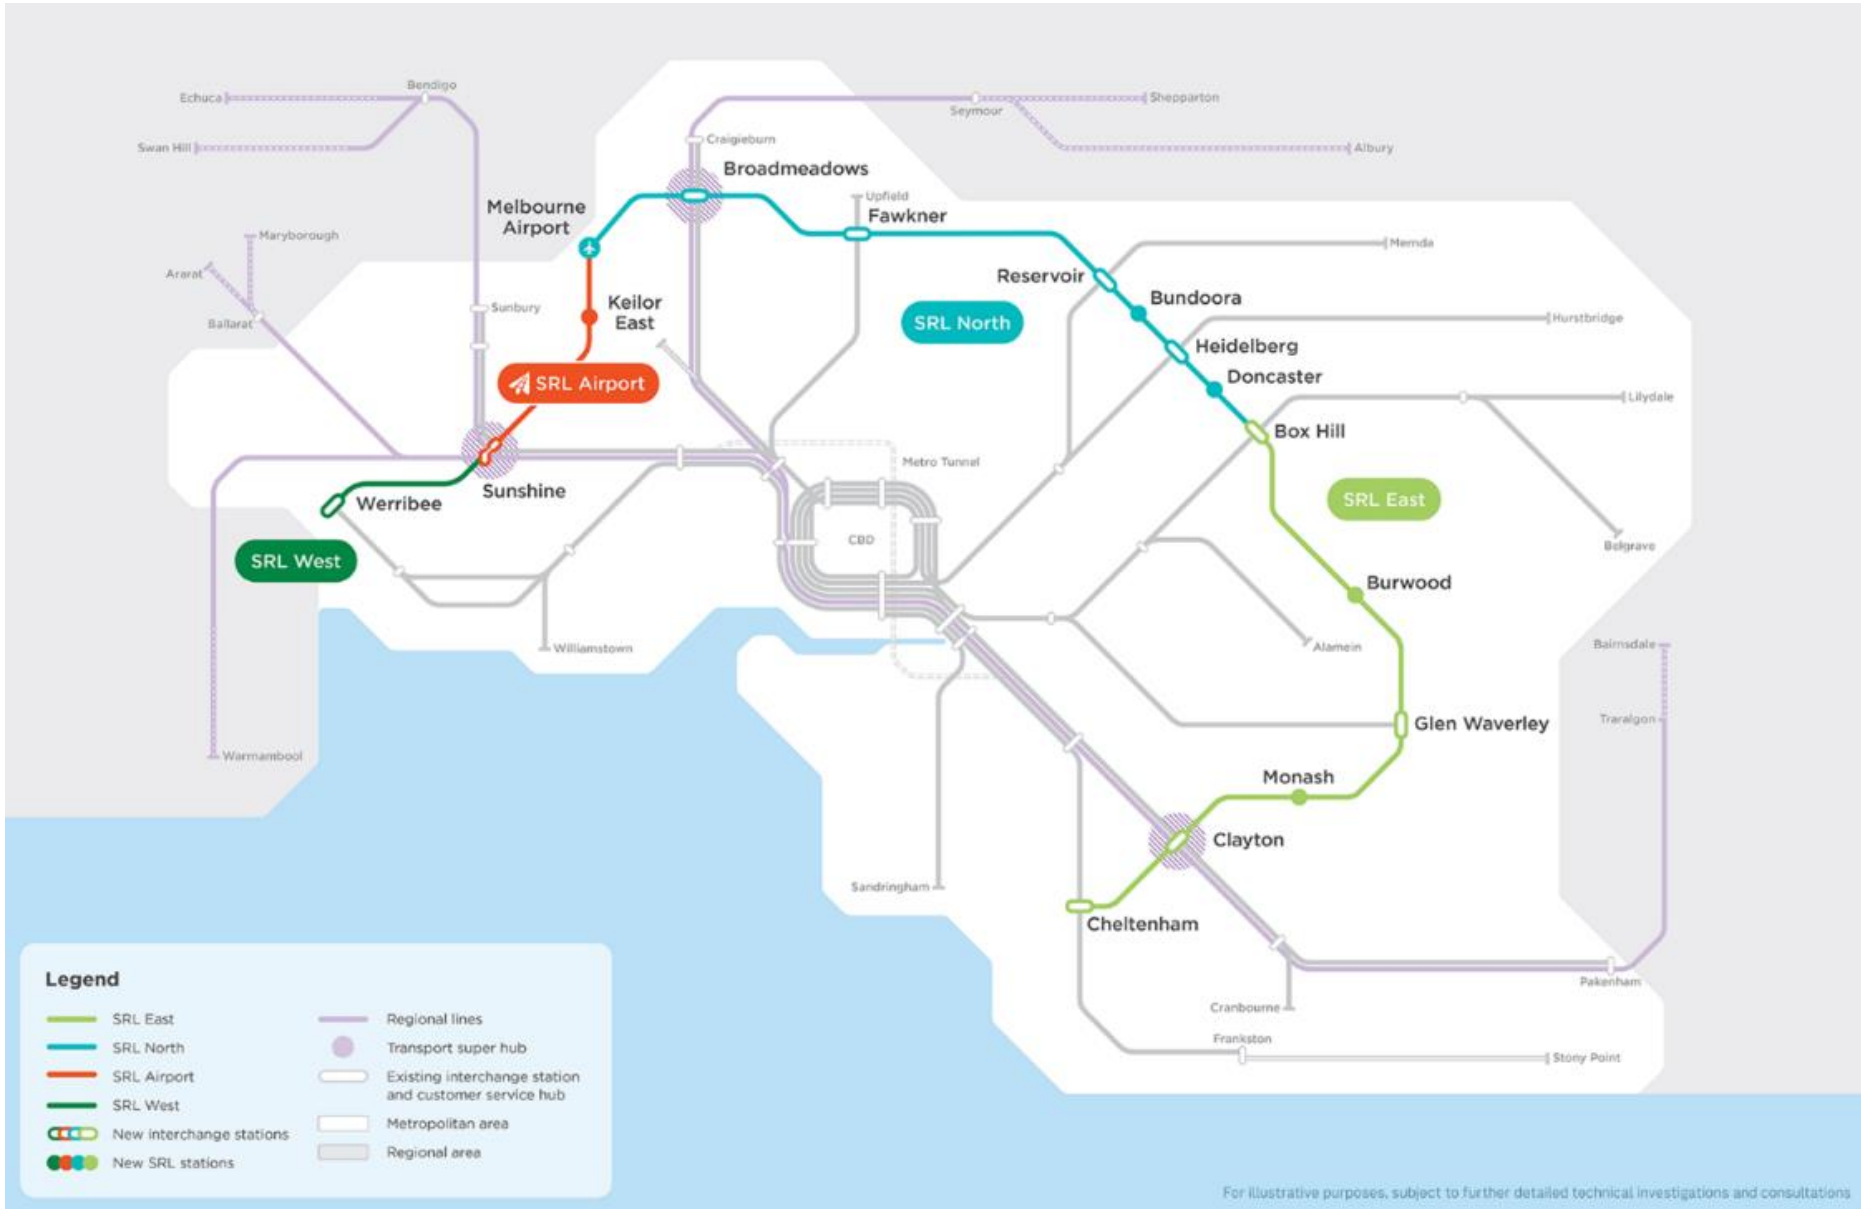 Echuca
Bendigo
Swan Hill
Seymour
Shepparton
Albury
Craigieburn
Broadmeadows
Melbourne
Airport
Upfield
Fawkner
Maryborough
Ararat
Ballarat
Sunbury
Keilor
East
Reservoir
Mernda
Bundoora
SRL North
Hurstbridge
Heidelberg
Doncaster
SRL Airport
Lilydale
Box Hill
Metro Tunnel
Sunshine
Werribee
SRL East
CBD
Belgrave
SRL West
Burwood
Williamstown
Alamein
Bairnsdale
Traralgon
Glen Waverley
Warrnambool
Monash
Clayton
Sandringham
Cheltenham
Pakenham
Cranbourne
Frankston
Stony Point
Legend
SRL East
SRL North
SRL Airport
SRL West
New interchange stations
New SRL stations
Regional lines
Transport super hub
Existing interchange station
and customer service hub
Metropolitan area
Regional area
For illustrative purposes, subject to further detailed technical investigations and consultations